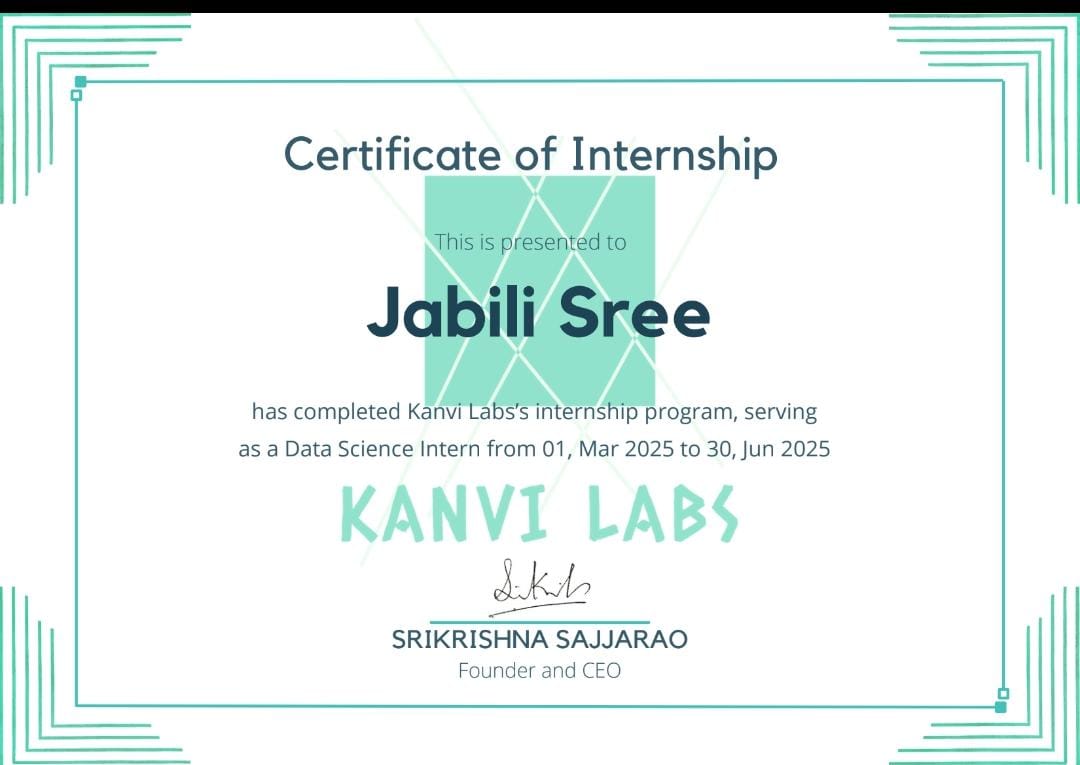 Certificate of Internship
This is presented to
Jabili Sree
has completed Kanvi Labs’s internship program, serving
as a Data Science Intern from 01, Mar 2025 to 30, Jun 2025
KANVI LABS
SRIKRISHNA SAJJARAO
Founder and CEO